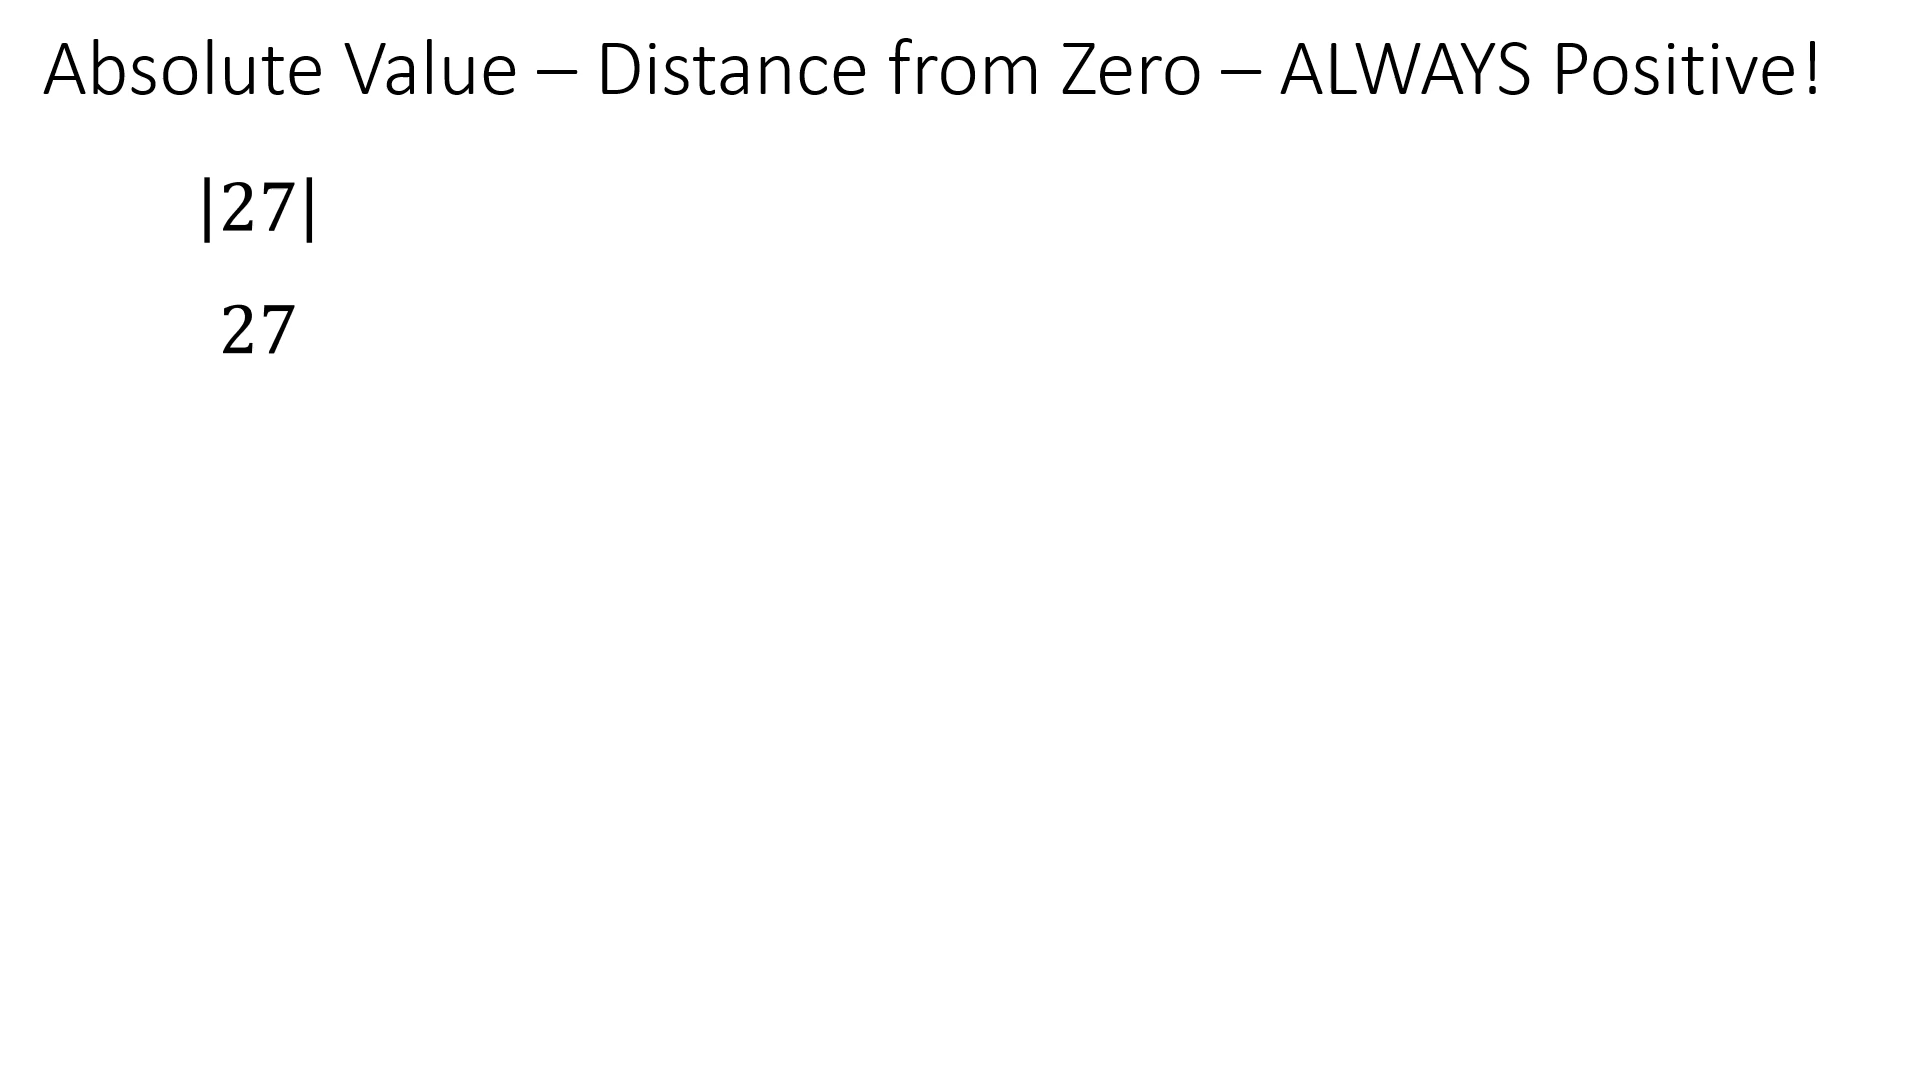 Absolute Value – Distance from Zero – ALWAYS Positive!
|27|
27